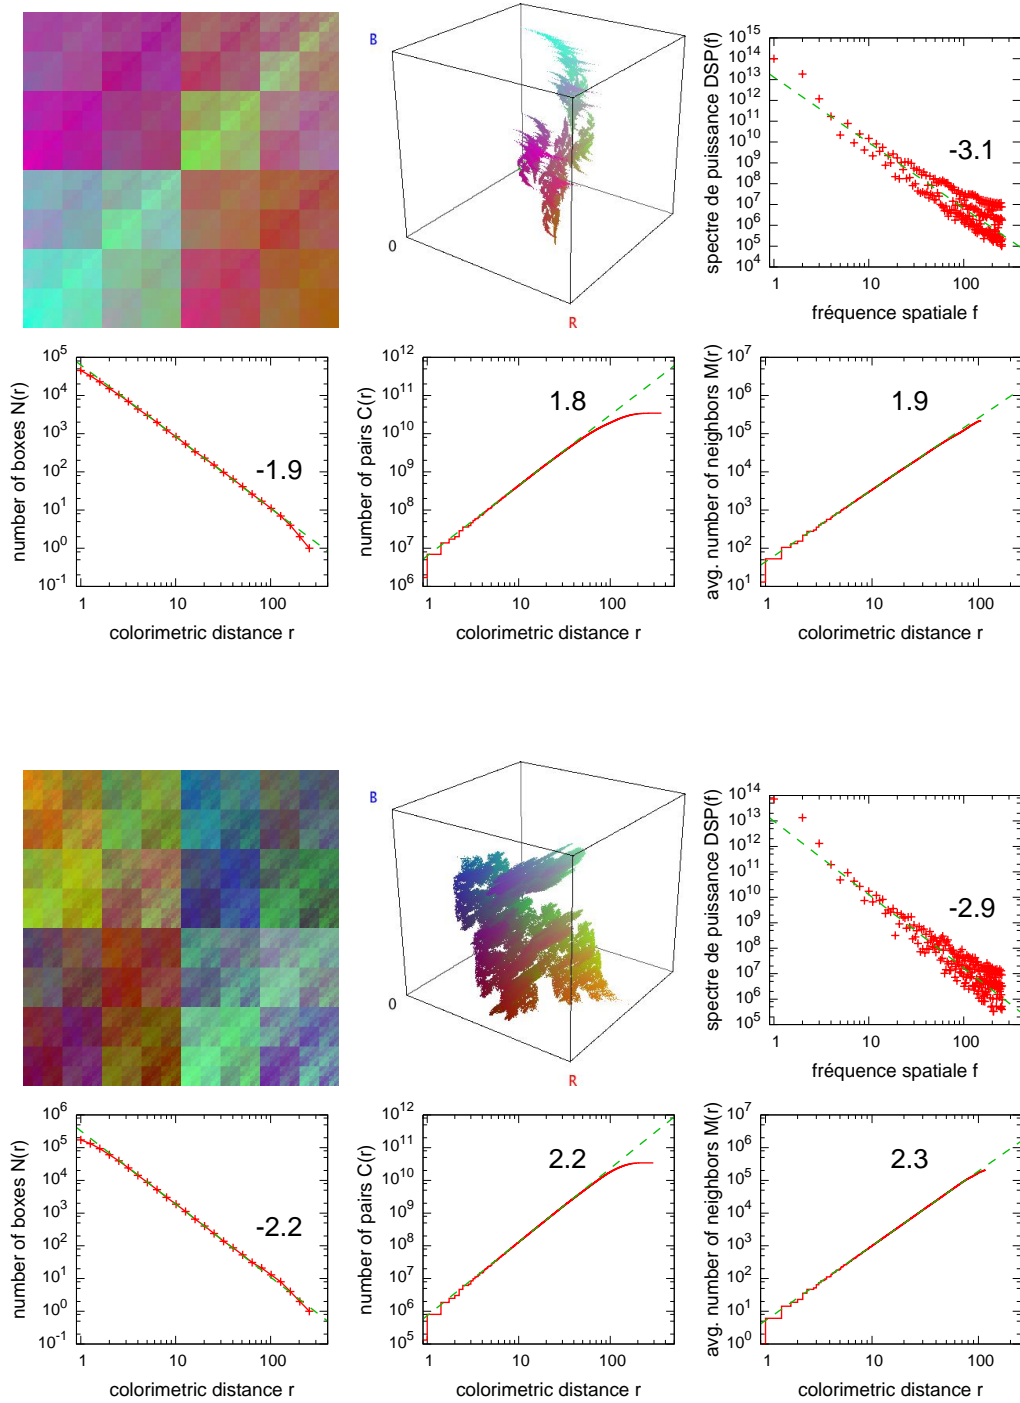 B
0
R
spectre de puissance DSP(f)
10^15
10^14
10^13
10^12
10^11
10^10
10^9
10^8
10^7
10^6
10^5
10^4
-3.1
1 10 100
fréquence spatiale f
number of boxes N(r)
10^5
10^4
10^3
10^2
10^1
10^0
10^-1
-1.9
1 10 100
colorimetric distance r
number of pairs C(r)
10^12
10^11
10^10
10^9
10^8
10^7
10^6
1.8
1 10 100
colorimetric distance r
avg. number of neighbors M(r)
10^7
10^6
10^5
10^4
10^3
10^2
10^1
1.9
1 10 100
colorimetric distance r
B
0
R
spectre de puissance DSP(f)
10^14
10^13
10^12
10^11
10^10
10^9
10^8
10^7
10^6
10^5
-2.9
1 10 100
fréquence spatiale f
number of boxes N(r)
10^6
10^5
10^4
10^3
10^2
10^1
10^0
10^-1
-2.2
1 10 100
colorimetric distance r
number of pairs C(r)
10^12
10^11
10^10
10^9
10^8
10^7
10^6
10^5
2.2
1 10 100
colorimetric distance r
avg. number of neighbors M(r)
10^7
10^6
10^5
10^4
10^3
10^2
10^1
10^0
2.3
1 10 100
colorimetric distance r